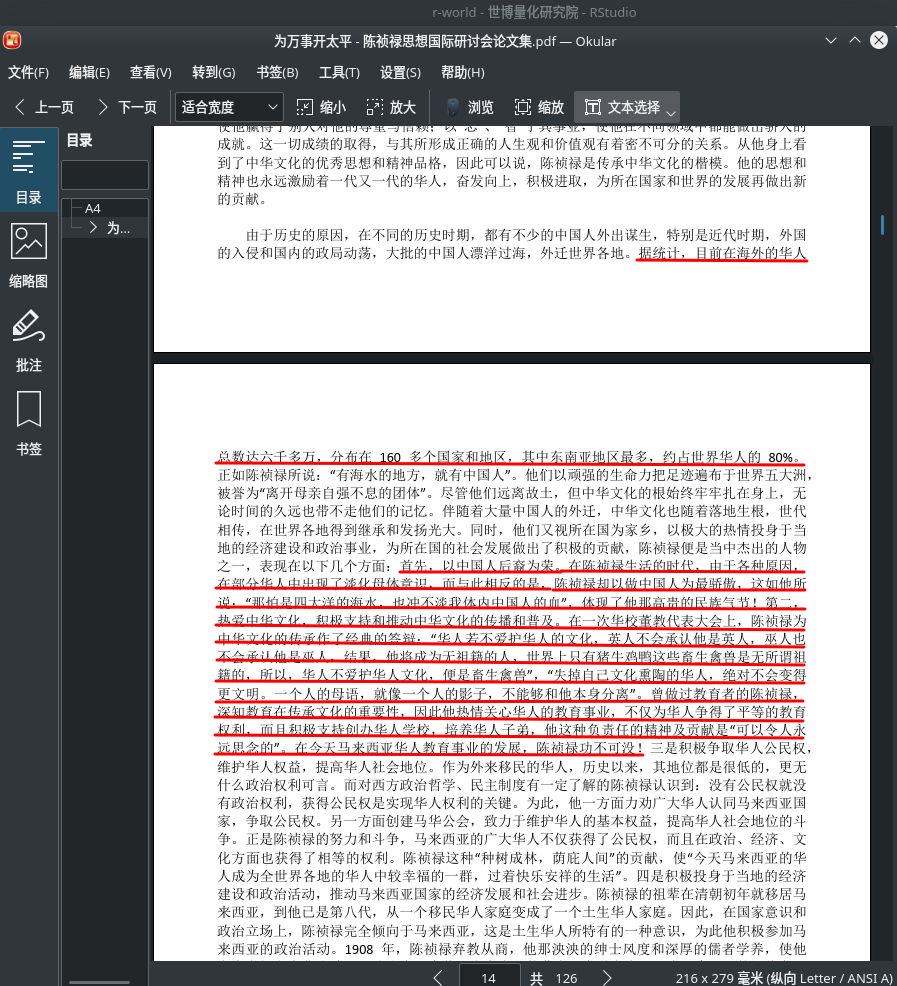 r-world - 世博量化研究院 - RStudio
为万事开太平 - 陈祯禄思想国际研讨会论文集.pdf — Okular
文件(F) 编辑(E) 查看(V) 转到(G) 书签(B) 工具(T) 设置(S) 帮助(H)
上一页 下一页 适合宽度 缩小 放大 浏览 缩放 文本选择
目录
目录
A4
为...
缩略图
批注
书签
成就。这一切成绩的取得，与其所形成正确的人生观和价值观有着密不可分的关系。从他身上看
到了中华文化的优秀思想和精神品格，因此可以说，陈祯禄是传承中华文化的楷模。他的思想和
精神也永远激励着一代又一代的华人，奋发向上，积极进取，为所在国家和世界的发展再做出新
的贡献。
由于历史的原因，在不同的历史时期，都有不少的中国人外出谋生，特别是近代时期，外国
的入侵和国内的政局动荡，大批的中国人漂洋过海，外迁世界各地。据统计，目前在海外的华人
总数达六千多万，分布在 160 多个国家和地区，其中东南亚地区最多，约占世界华人的 80%。
正如陈祯禄所说：“有海水的地方，就有中国人”。他们以顽强的生命力把足迹遍布于世界五大洲，
被誉为“离开母亲自强不息的团体”。尽管他们远离故土，但中华文化的根始终牢牢扎在身上，无
论时间的久远也带不走他们的记忆。伴随着大量中国人的外迁，中华文化也随着落地生根，世代
相传，在世界各地得到继承和发扬光大。同时，他们又视所在国为家乡，以极大的热情投身于当
地的经济建设和政治事业，为所在国的社会发展做出了积极的贡献，陈祯禄便是当中杰出的人物
之一，表现在以下几个方面：首先，以中国人后裔为荣。在陈祯禄生活的时代，由于各种原因，
在部分华人中出现了淡化母体意识，而与此相反的是，陈祯禄却以做中国人为最骄傲，这如他所
说：“那怕是四大洋的海水，也冲不淡我体内中国人的血”，体现了他那高贵的民族气节！第二，
热爱中华文化，积极支持和推动中华文化的传播和普及。在一次华校董教代表大会上，陈祯禄为
中华文化的传承作了经典的答辩：“华人若不爱护华人的文化，英人不会承认他是英人，巫人也
不会承认他是巫人，结果，他将成为无祖籍的人，世界上只有猪牛鸡鸭这些畜生禽兽是无所谓祖
籍的，所以，华人不爱护华人文化，便是畜生禽兽”，“失掉自己文化熏陶的华人，绝对不会变得
更文明。一个人的母语，就像一个人的影子，不能够和他本身分离”。曾做过教育者的陈祯禄，
深知教育在传承文化的重要性，因此他热情关心华人的教育事业，不仅为华人争得了平等的教育
权利，而且积极支持创办华人学校，培养华人子弟，他这种负责任的精神及贡献是“可以令人永
远思念的”。在今天马来西亚华人教育事业的发展，陈祯禄功不可没！三是积极争取华人公民权，
维护华人权益，提高华人社会地位。作为外来移民的华人，历史以来，其地位都是很低的，更无
什么政治权利可言。而对西方政治哲学、民主制度有一定了解的陈祯禄认识到：没有公民权就没
有政治权利，获得公民权是实现华人权利的关键。为此，他一方面力劝广大华人认同马来西亚国
家，争取公民权。另一方面创建马华公会，致力于维护华人的基本权益，提高华人社会地位的斗
争。正是陈祯禄的努力和斗争，马来西亚的广大华人不仅获得了公民权，而且在政治、经济、文
化方面也获得了相等的权利。陈祯禄这种“种树成林，荫庇人间”的贡献，使“今天马来西亚的华
人成为全世界各地的华人中较幸福的一群，过着快乐安祥的生活”。四是积极投身于当地的经济
建设和政治活动，推动马来西亚国家的经济发展和社会进步。陈祯禄的祖辈在清朝初年就移居马
来西亚，到他已是第八代，从一个移民华人家庭变成了一个土生华人家庭。因此，在国家意识和
政治立场上，陈祯禄完全倾向于马来西亚，这是土生华人所特有的一种意识，为此他积极参加马
来西亚的政治活动。1908 年，陈祯禄弃教从商，他那泱泱的绅士风度和深厚的儒者学养，使他
14 共 126
216 x 279 毫米 (纵向 Letter / ANSI A)